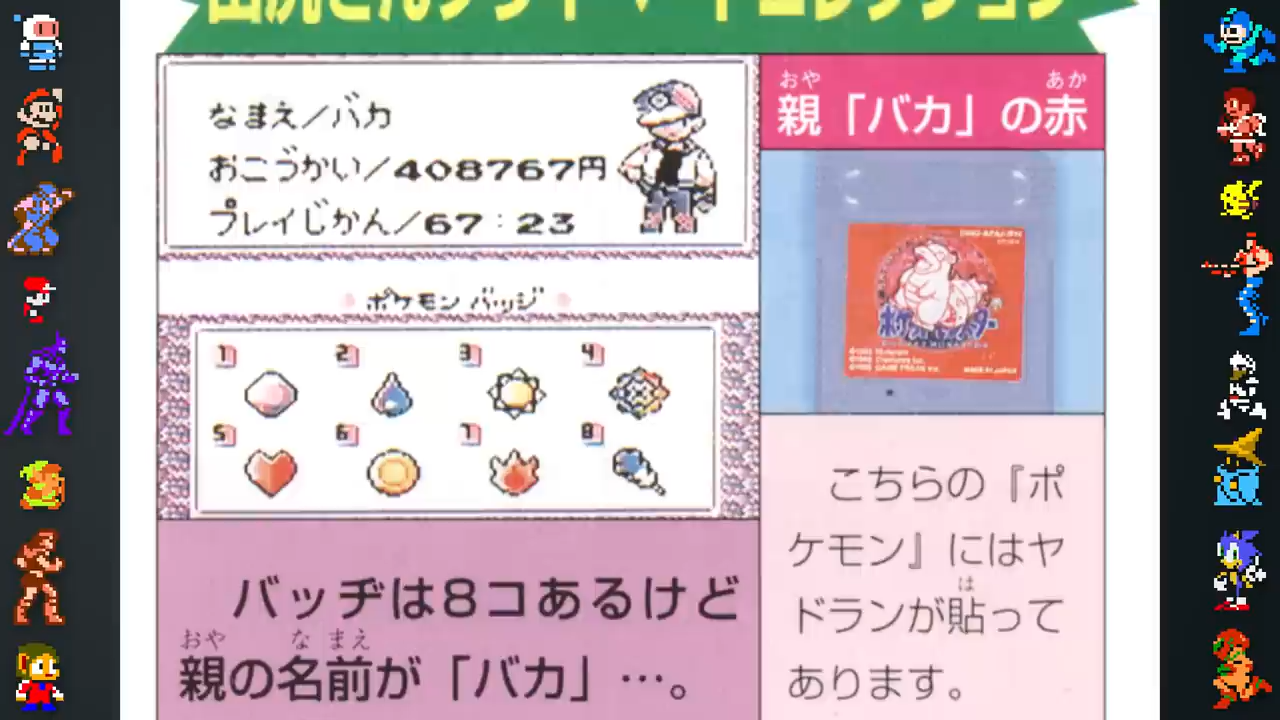 なまえ／バカ
おこづかい／408767円
プレイじかん／67：23
ポケモン バッジ
1 2 3 4
5 6 7 8
バッヂは8コあるけど
親の名前が「バカ」…。
おや なまえ
親「バカ」の赤
おや あか
MADE IN JAPAN
こちらの『ポ
ケモン』にはヤ
ドランが貼って
は
あります。